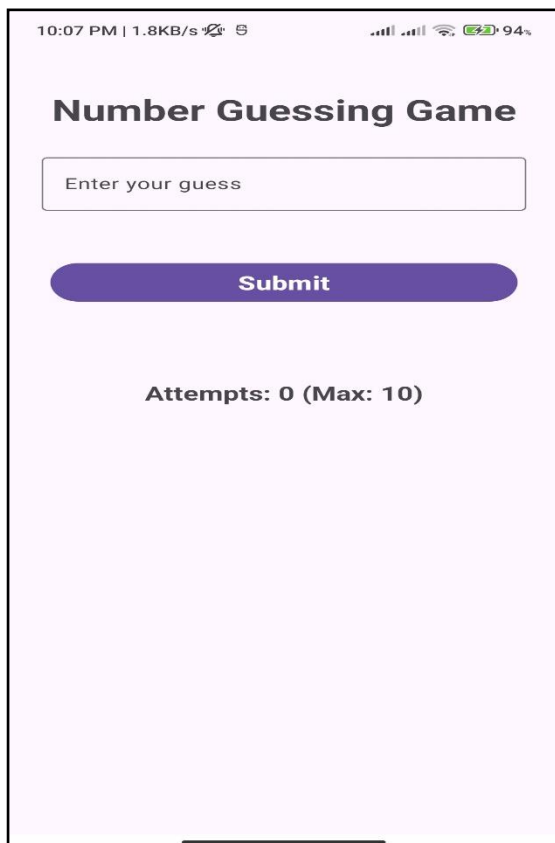 10:07 PM | 1.8KB/s 94%
Number Guessing Game
Enter your guess
Submit
Attempts: 0 (Max: 10)